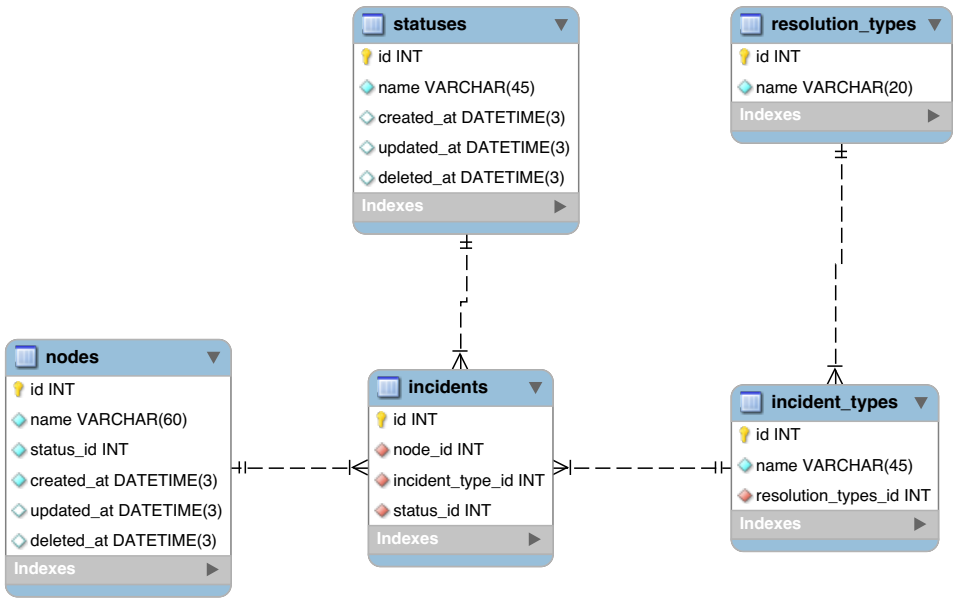 statuses
id INT
name VARCHAR(45)
created_at DATETIME(3)
updated_at DATETIME(3)
deleted_at DATETIME(3)
Indexes
resolution_types
id INT
name VARCHAR(20)
Indexes
nodes
id INT
name VARCHAR(60)
status_id INT
created_at DATETIME(3)
updated_at DATETIME(3)
deleted_at DATETIME(3)
Indexes
incidents
id INT
node_id INT
incident_type_id INT
status_id INT
Indexes
incident_types
id INT
name VARCHAR(45)
resolution_types_id INT
Indexes